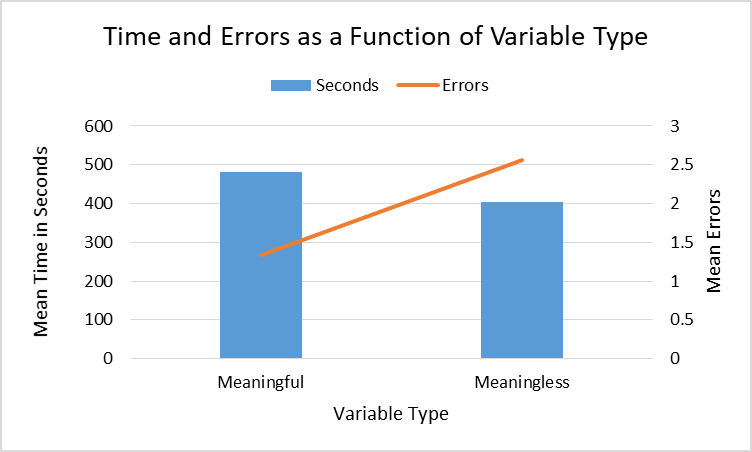 Time and Errors as a Function of Variable Type
Seconds Errors
600 3
500 2.5
400 2
300 1.5
200 1
100 0.5
0 0
Mean Time in Seconds
Mean Errors
Meaningful Meaningless
Variable Type